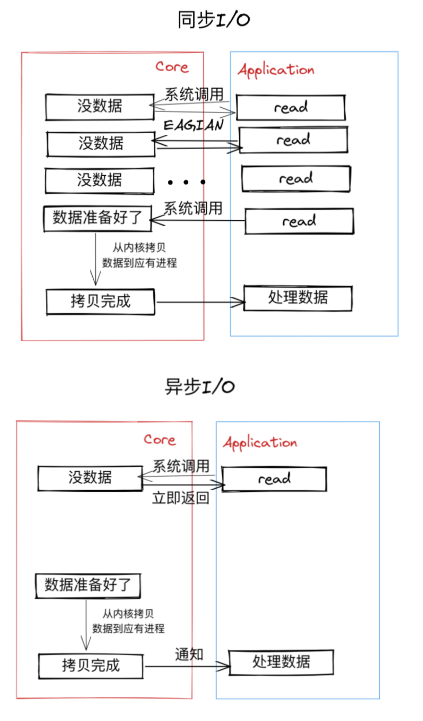 同步I/O
Core
Application
没数据
系统调用
read
EAGIAN
没数据
read
没数据
• • •
read
数据准备好了
系统调用
read
从内核拷贝
数据到应有进程
拷贝完成
处理数据
异步I/O
Core
Application
没数据
系统调用
read
立即返回
数据准备好了
从内核拷贝
数据到应有进程
拷贝完成
通知
处理数据